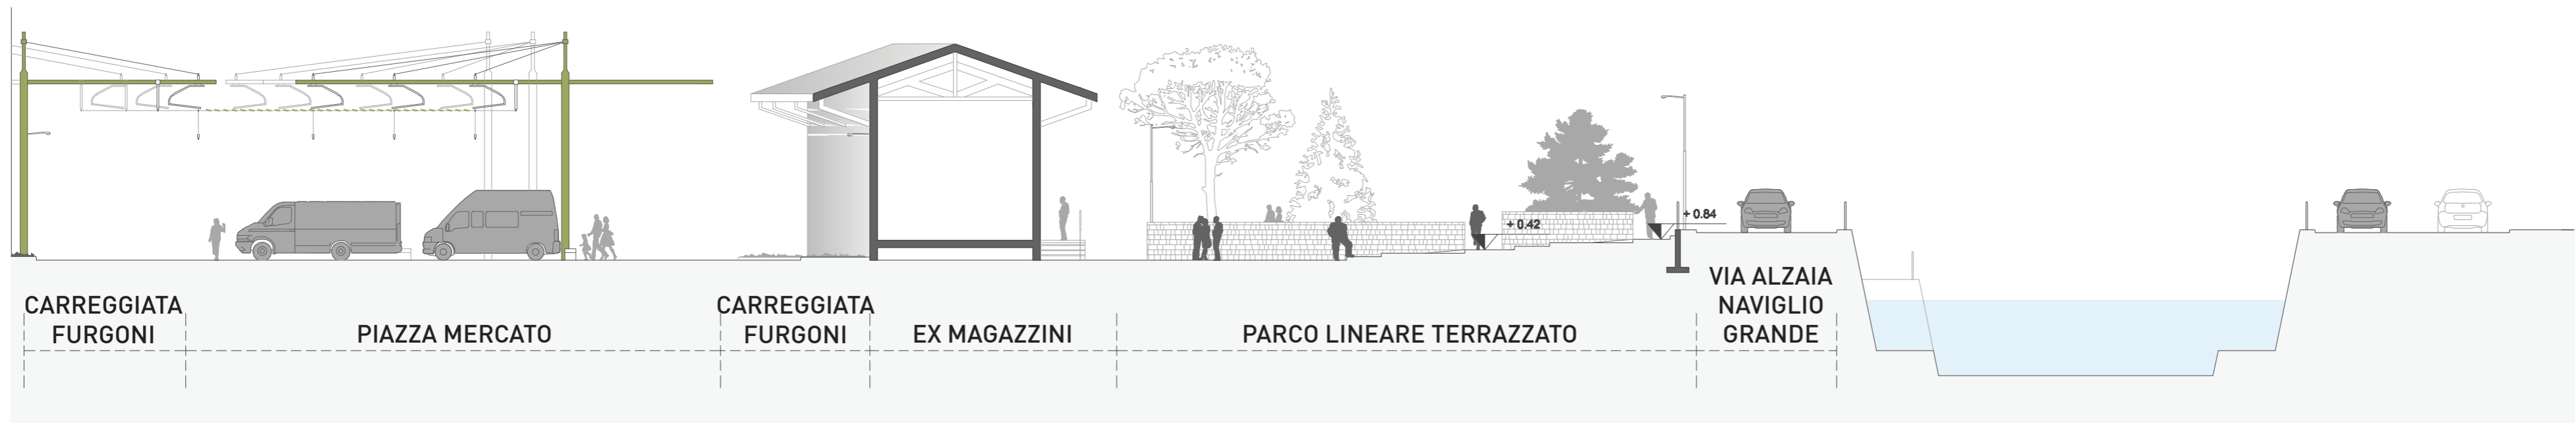 + 0.42
+ 0.84
CARREGGIATA
FURGONI
PIAZZA MERCATO
CARREGGIATA
FURGONI
EX MAGAZZINI
PARCO LINEARE TERRAZZATO
VIA ALZAIA
NAVIGLIO
GRANDE